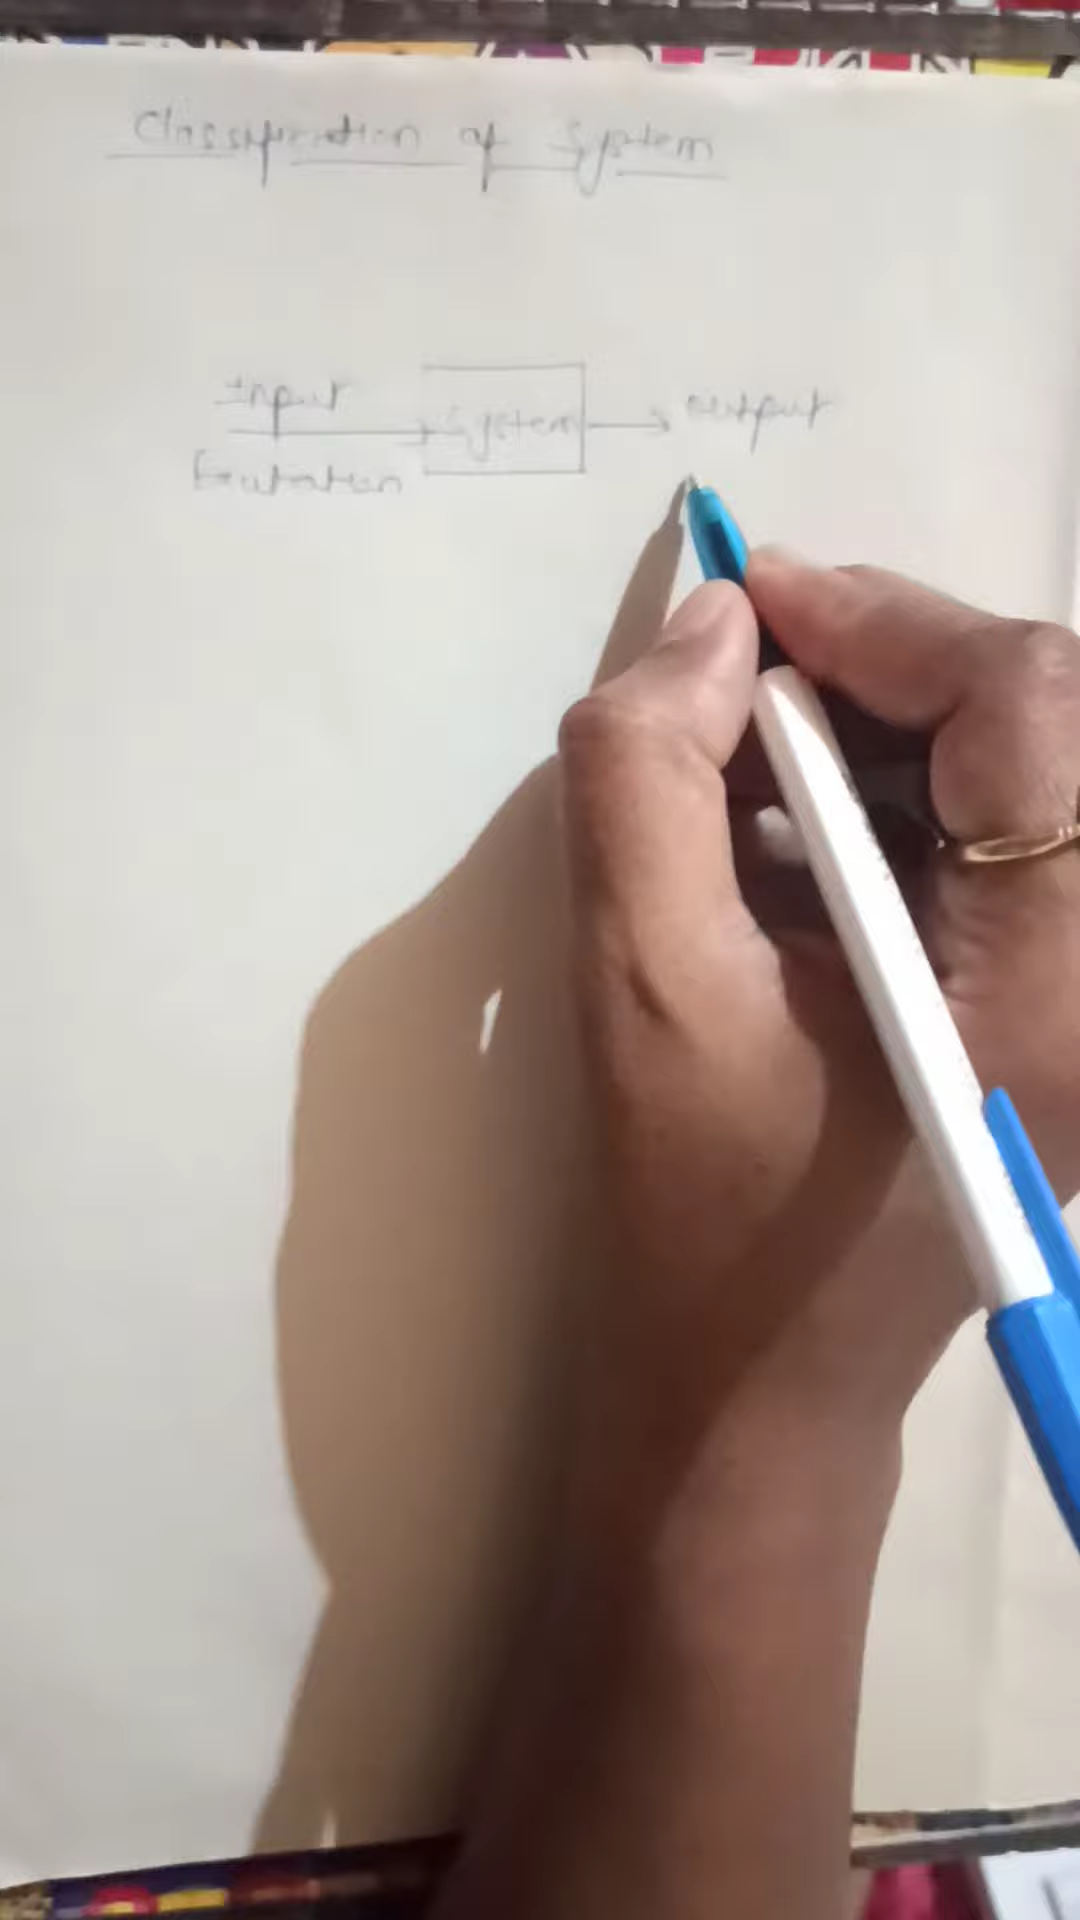 Classification of System
Input
System
output
Excitation